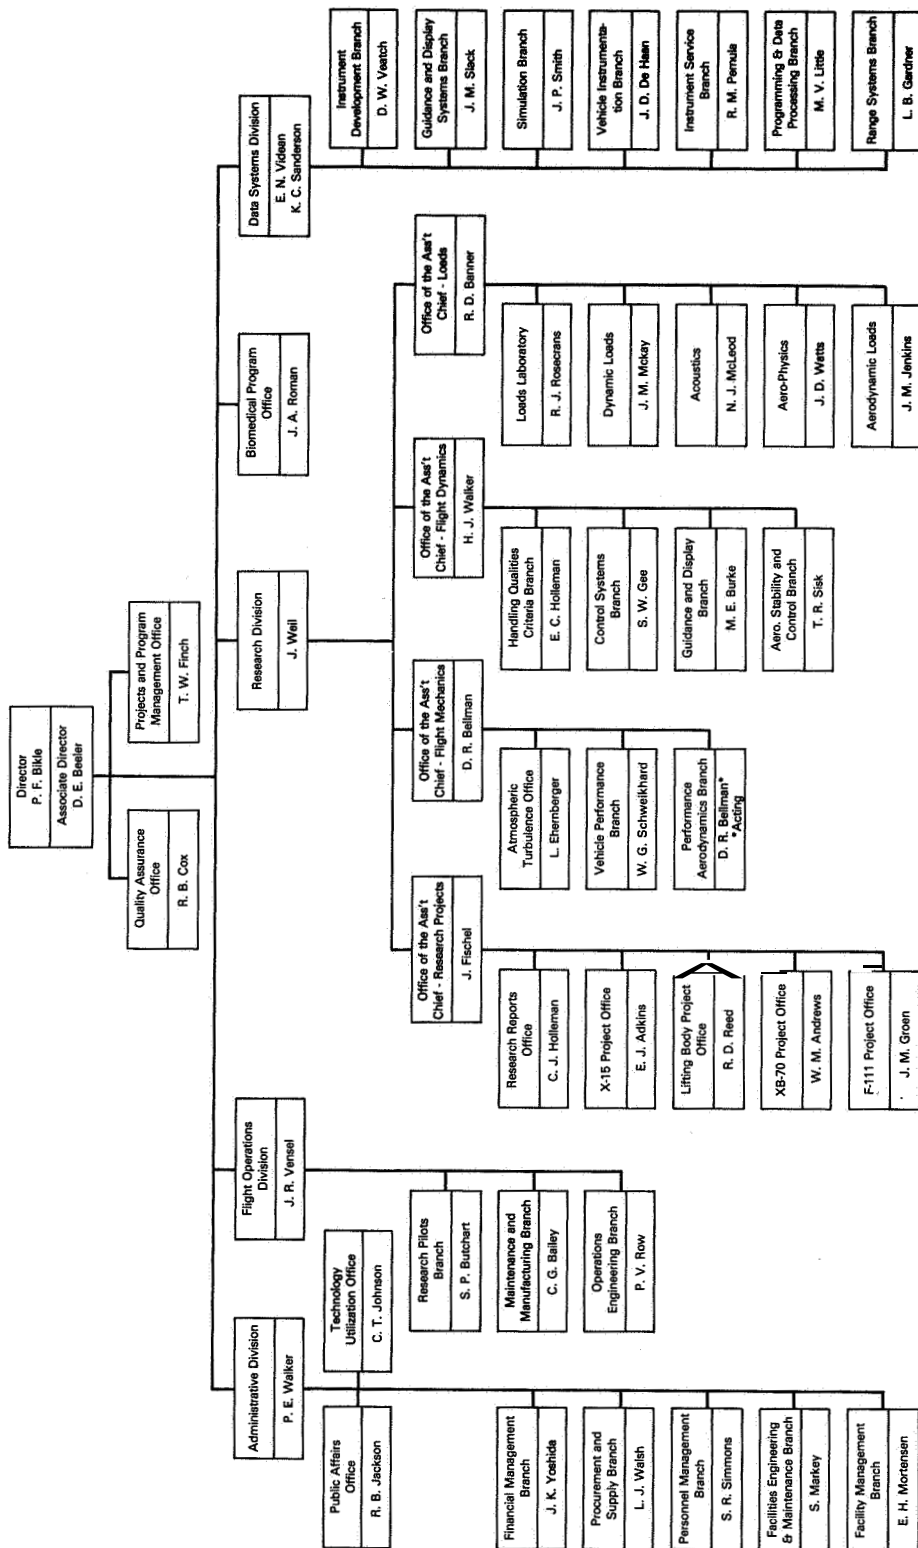 Director
P. F. Bikle
Associate Director
D. E. Beeler
Quality Assurance
Office
R. B. Cox
Projects and Program
Management Office
T. W. Finch
Administrative Division
P. E. Walker
Flight Operations
Division
J. R. Vensel
Research Division
J. Weil
Biomedical Program
Office
J. A. Roman
Data Systems Division
E. N. Videan
K. C. Sanderson
Public Affairs
Office
R. B. Jackson
Technology
Utilization Office
C. T. Johnson
Financial Management
Branch
J. K. Yoshida
Procurement and
Supply Branch
L. J. Walsh
Personnel Management
Branch
S. R. Simmons
Facilities Engineering
& Maintenance Branch
S. Markey
Facility Management
Branch
E. H. Mortensen
Research Pilots
Branch
S. P. Butchart
Maintenance and
Manufacturing Branch
C. G. Bailey
Operations
Engineering Branch
P. V. Row
Office of the Ass't
Chief - Research Projects
J. Fischel
Research Reports
Office
C. J. Holleman
X-15 Project Office
E. J. Adkins
Lifting Body Project
Office
R. D. Reed
XB-70 Project Office
W. M. Andrews
F-111 Project Office
J. M. Groen
Office of the Ass't
Chief - Flight Mechanics
D. R. Bellman
Atmospheric
Turbulence Office
L. Ehernberger
Vehicle Performance
Branch
W. G. Schweikhard
Performance
Aerodynamics Branch
D. R. Bellman*
*Acting
Office of the Ass't
Chief - Flight Dynamics
H. J. Walker
Handling Qualities
Criteria Branch
E. C. Holleman
Control Systems
Branch
S. W. Gee
Guidance and Display
Branch
M. E. Burke
Aero. Stability and
Control Branch
T. R. Sisk
Office of the Ass't
Chief - Loads
R. D. Banner
Loads Laboratory
R. J. Rosecrans
Dynamic Loads
J. M. Mckay
Acoustics
N. J. McLeod
Aero-Physics
J. D. Watts
Aerodynamic Loads
J. M. Jenkins
Instrument
Development Branch
D. W. Veatch
Guidance and Display
Systems Branch
J. M. Slack
Simulation Branch
J. P. Smith
Vehicle Instrumenta-
tion Branch
J. D. De Haan
Instrument Service
Branch
R. M. Pernula
Programming & Data
Processing Branch
M. V. Little
Range Systems Branch
L. B. Gardner